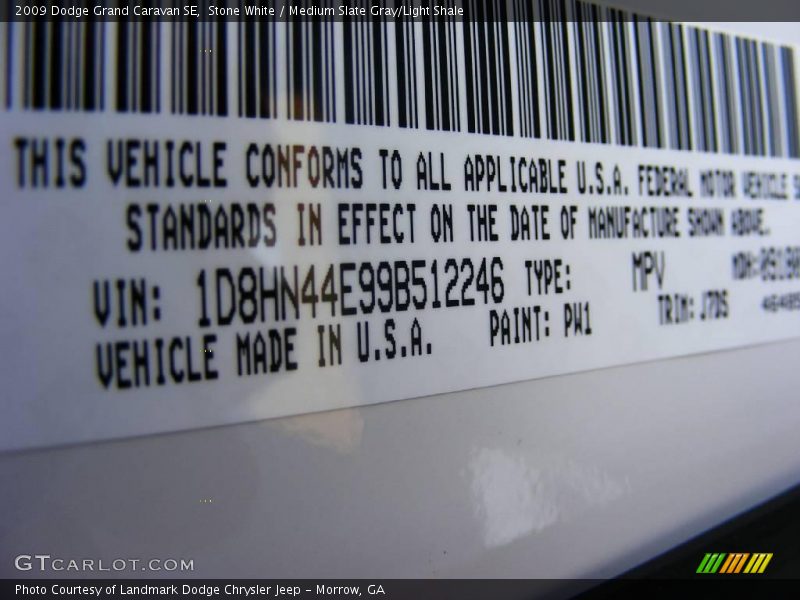 2009 Dodge Grand Caravan SE, Stone White / Medium Slate Gray/Light Shale
THIS VEHICLE CONFORMS TO ALL APPLICABLE U.S.A. FEDERAL MOTOR VEHICLE S
STANDARDS IN EFFECT ON THE DATE OF MANUFACTURE SHOWN ABOVE.
VIN: 1D8HN44E99B512246 TYPE: MPV
VEHICLE MADE IN U.S.A. PAINT: PW1 TRIM: J7D5
GTCARLOT.COM
Photo Courtesy of Landmark Dodge Chrysler Jeep - Morrow, GA